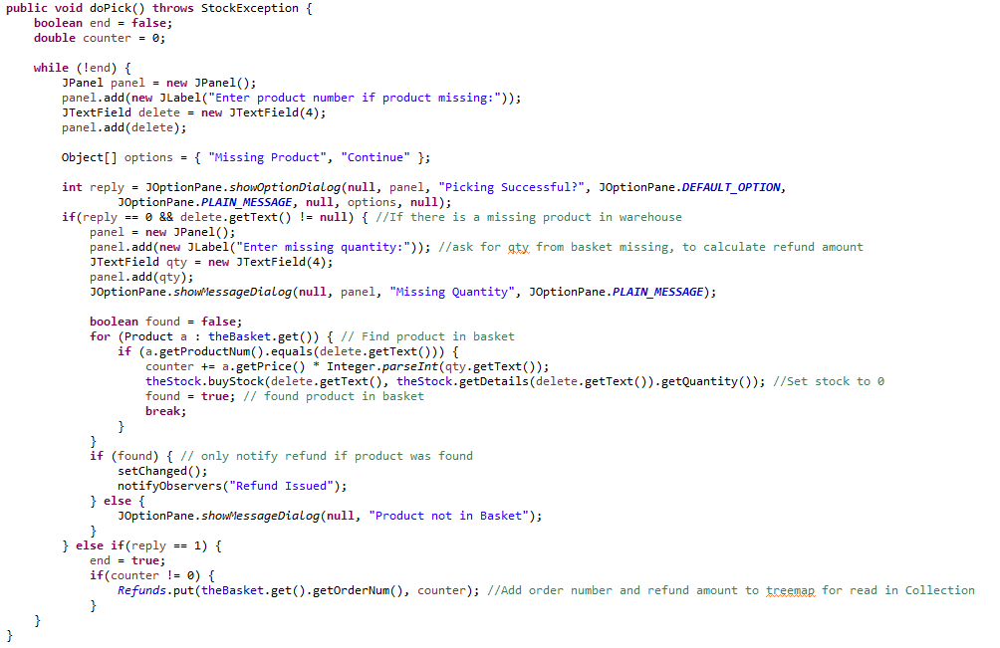 public void doPick() throws StockException {
boolean end = false;
double counter = 0;
while (!end) {
JPanel panel = new JPanel();
panel.add(new JLabel("Enter product number if product missing:"));
JTextField delete = new JTextField(4);
panel.add(delete);
Object[] options = { "Missing Product", "Continue" };
int reply = JOptionPane.showOptionDialog(null, panel, "Picking Successful?", JOptionPane.DEFAULT_OPTION,
JOptionPane.PLAIN_MESSAGE, null, options, null);
if(reply == 0 && delete.getText() != null) { //If there is a missing product in warehouse
panel = new JPanel();
panel.add(new JLabel("Enter missing quantity:")); //ask for qty from basket missing, to calculate refund amount
JTextField qty = new JTextField(4);
panel.add(qty);
JOptionPane.showMessageDialog(null, panel, "Missing Quantity", JOptionPane.PLAIN_MESSAGE);
boolean found = false;
for (Product a : theBasket.get()) { // Find product in basket
if (a.getProductNum().equals(delete.getText())) {
counter += a.getPrice() * Integer.parseInt(qty.getText());
theStock.buyStock(delete.getText(), theStock.getDetails(delete.getText()).getQuantity()); //Set stock to 0
found = true; // found product in basket
break;
}
}
if (found) { // only notify refund if product was found
setChanged();
notifyObservers("Refund Issued");
} else {
JOptionPane.showMessageDialog(null, "Product not in Basket");
}
} else if(reply == 1) {
end = true;
if(counter != 0) {
Refunds.put(theBasket.get().getOrderNum(), counter); //Add order number and refund amount to treemap for read in Collection
}
}
}